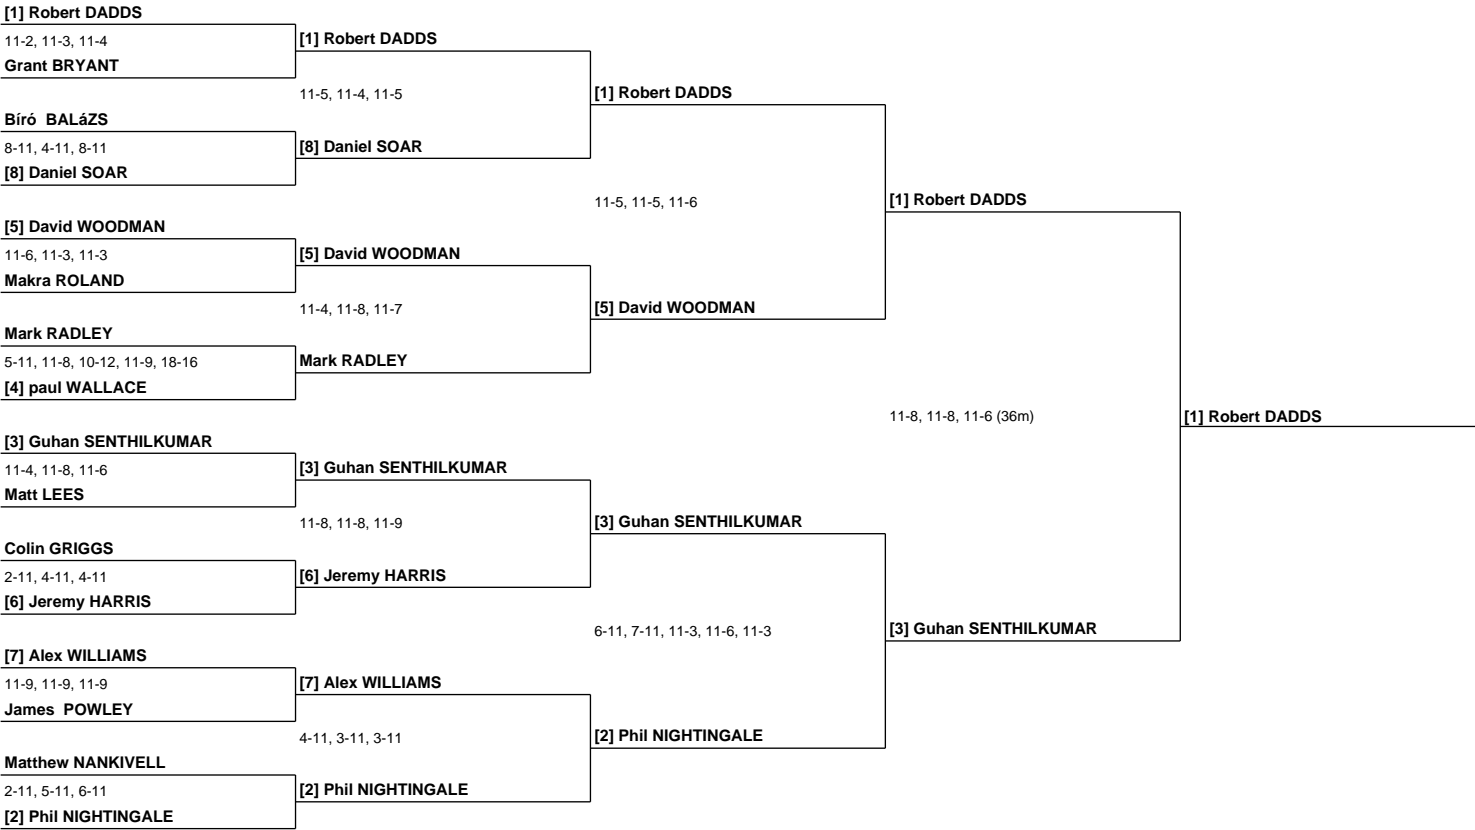 [1] Robert DADDS
11-2, 11-3, 11-4
Grant BRYANT
Bíró  BALáZS
8-11, 4-11, 8-11
[8] Daniel SOAR
[5] David WOODMAN
11-6, 11-3, 11-3
Makra ROLAND
Mark RADLEY
5-11, 11-8, 10-12, 11-9, 18-16
[4] paul WALLACE
[3] Guhan SENTHILKUMAR
11-4, 11-8, 11-6
Matt LEES
Colin GRIGGS
2-11, 4-11, 4-11
[6] Jeremy HARRIS
[7] Alex WILLIAMS
11-9, 11-9, 11-9
James  POWLEY
Matthew NANKIVELL
2-11, 5-11, 6-11
[2] Phil NIGHTINGALE
[1] Robert DADDS
11-5, 11-4, 11-5
[8] Daniel SOAR
[5] David WOODMAN
11-4, 11-8, 11-7
Mark RADLEY
[3] Guhan SENTHILKUMAR
11-8, 11-8, 11-9
[6] Jeremy HARRIS
[7] Alex WILLIAMS
4-11, 3-11, 3-11
[2] Phil NIGHTINGALE
[1] Robert DADDS
11-5, 11-5, 11-6
[5] David WOODMAN
[3] Guhan SENTHILKUMAR
6-11, 7-11, 11-3, 11-6, 11-3
[2] Phil NIGHTINGALE
[1] Robert DADDS
11-8, 11-8, 11-6 (36m)
[3] Guhan SENTHILKUMAR
[1] Robert DADDS